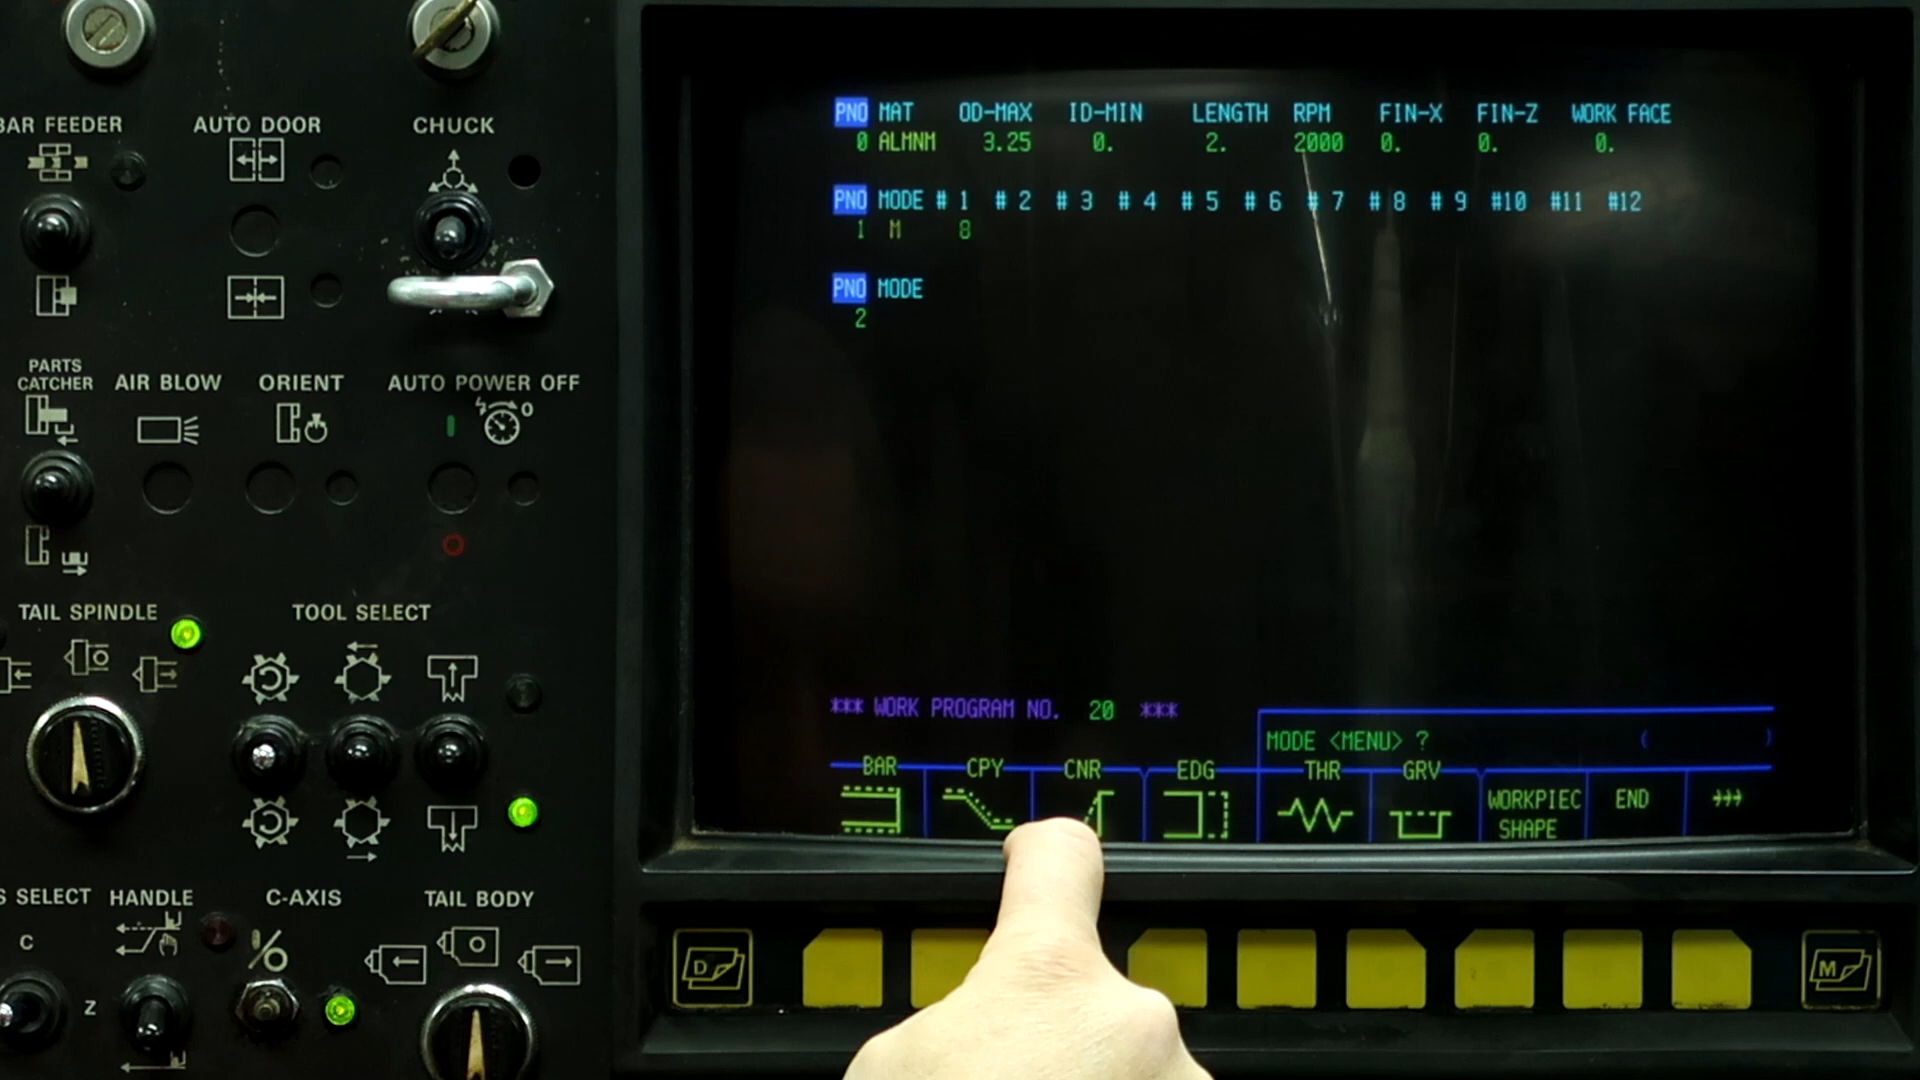 BAR FEEDER AUTO DOOR CHUCK
PARTS
CATCHER AIR BLOW ORIENT AUTO POWER OFF
TAIL SPINDLE TOOL SELECT
S SELECT HANDLE C-AXIS TAIL BODY
C
Z
PNO MAT OD-MAX ID-MIN LENGTH RPM FIN-X FIN-Z WORK FACE
0 ALMNM 3.25 0. 2. 2000 0. 0. 0.
PNO MODE # 1 # 2 # 3 # 4 # 5 # 6 # 7 # 8 # 9 #10 #11 #12
1 M 8
PNO MODE
2
*** WORK PROGRAM NO. 20 ***
MODE <MENU> ? ( )
BAR CPY CNR EDG THR GRV
WORKPIEC
SHAPE
END
D
M